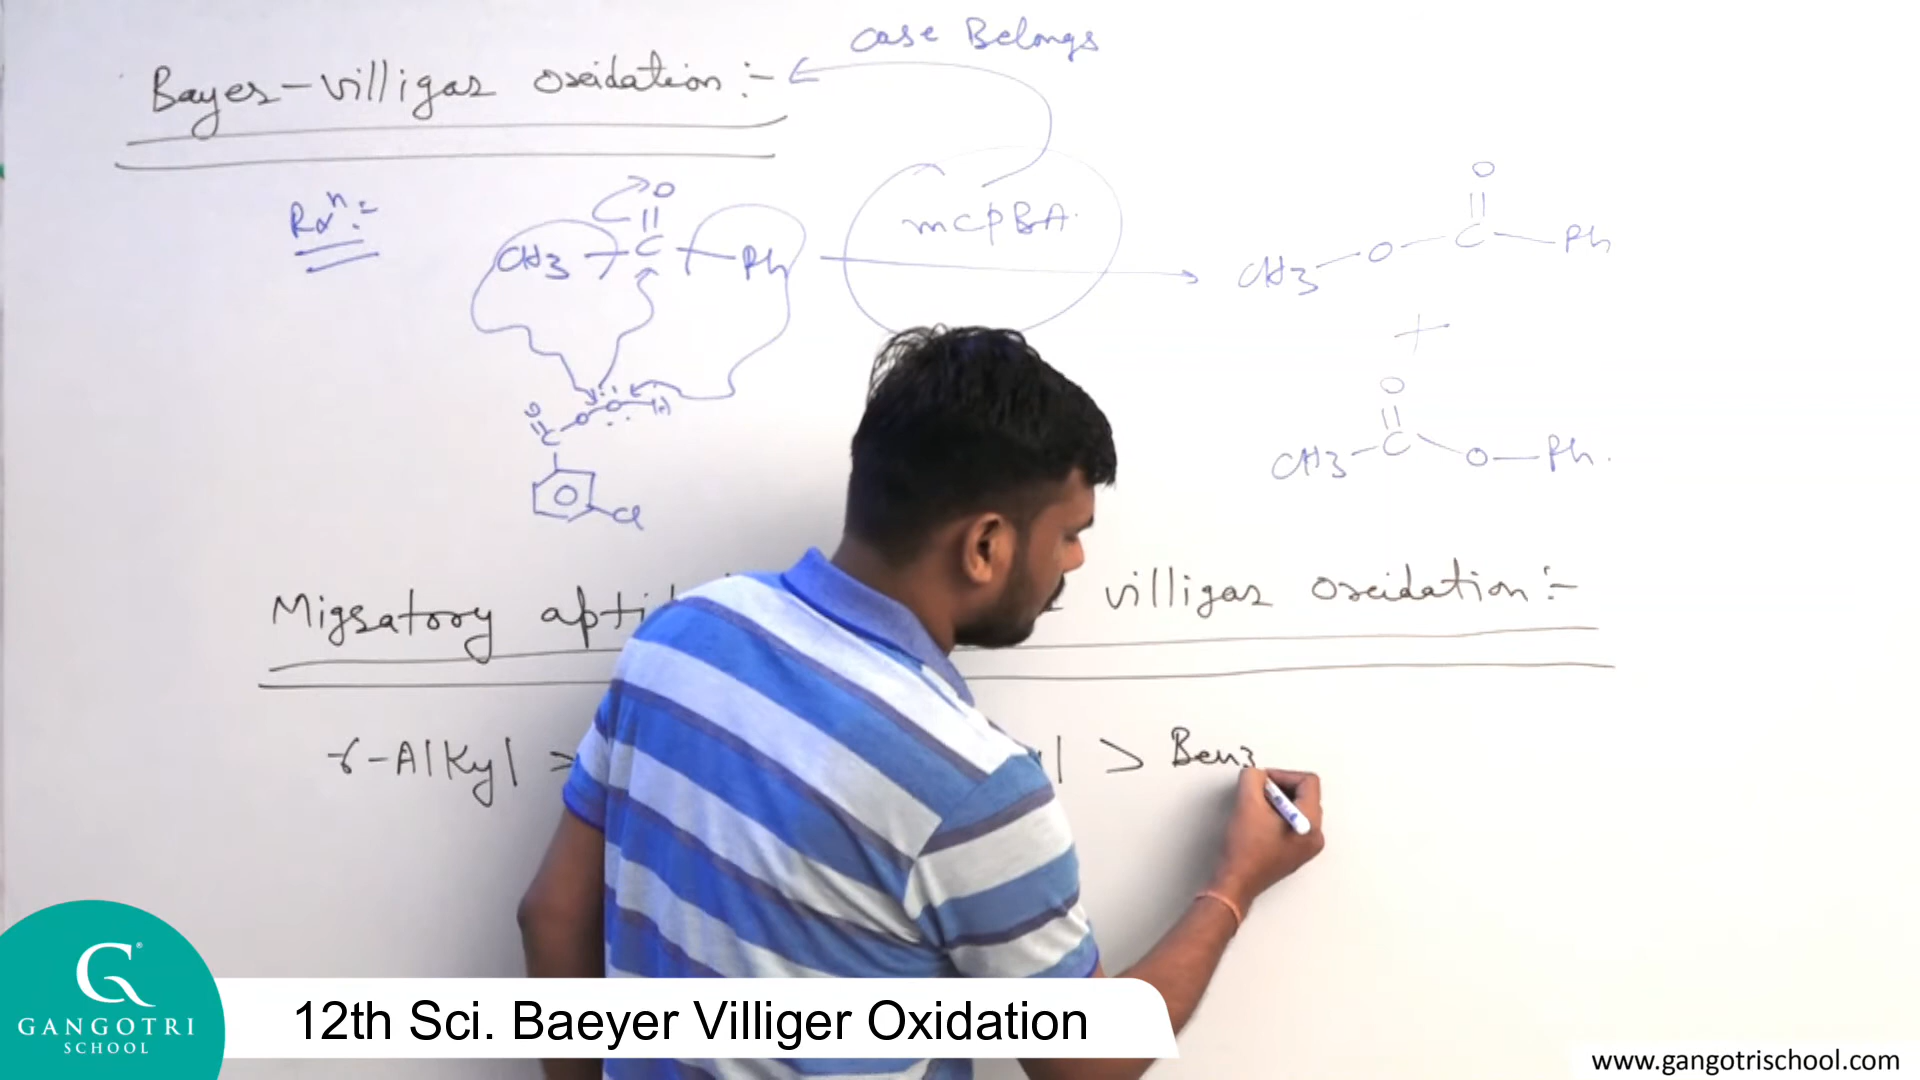 case Belongs
Bayer-villigar oxidation :-
Rxⁿ:-
O
CH3 C Ph
mCPBA
O
CH3 O C Ph
+
O
CH3 C O Ph
O
C O O H
Cl
Migratory apti villigar oxidation :-
-Alkyl > yl > Benz
GANGOTRI
SCHOOL
12th Sci. Baeyer Villiger Oxidation
www.gangotrischool.com